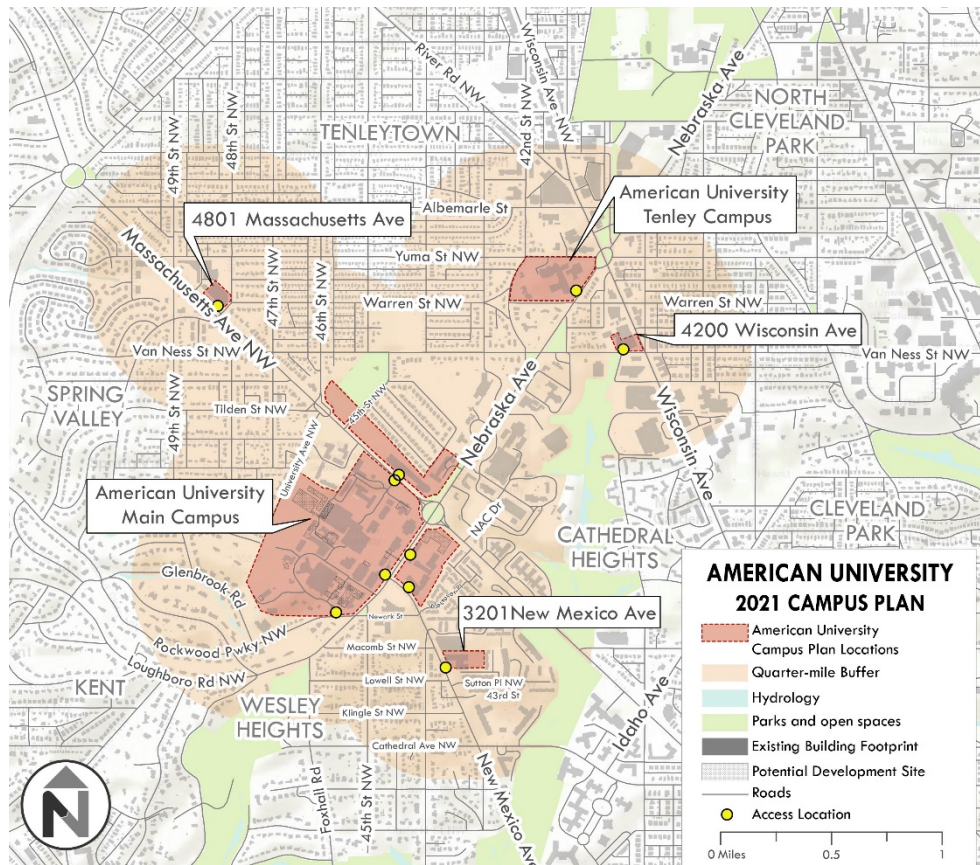 River Rd NW
Wisconsin Ave NW
42nd St NW
Nebraska Ave
NORTH
CLEVELAND
PARK
49th St NW
48th St NW
TENLEYTOWN
American University
Tenley Campus
4801 Massachusetts Ave
Albemarle St
Massachusetts Ave NW
47th St NW
46th St NW
Yuma St NW
Warren St NW
Warren St NW
4200 Wisconsin Ave
Van Ness St NW
Van Ness St NW
SPRING
VALLEY
49th St NW
Tilden St NW
45th St NW
University Ave NW
Nebraska Ave
Wisconsin Ave
American University
Main Campus
NAC Dr
CATHEDRAL
HEIGHTS
CLEVELAND
PARK
Glenbrook Rd
Rockwood Pwky NW
Newark St
3201New Mexico Ave
Loughboro Rd NW
Macomb St NW
KENT
Lowell St NW
Sutton Pl NW
43rd St
WESLEY
HEIGHTS
Klingle St NW
Cathedral Ave NW
Idaho Ave
Foxhall Rd
45th St NW
New Mexico Ave
N
AMERICAN UNIVERSITY
2021 CAMPUS PLAN
American University
Campus Plan Locations
Quarter-mile Buffer
Hydrology
Parks and open spaces
Existing Building Footprint
Potential Development Site
Roads
Access Location
0 Miles
0.5
1